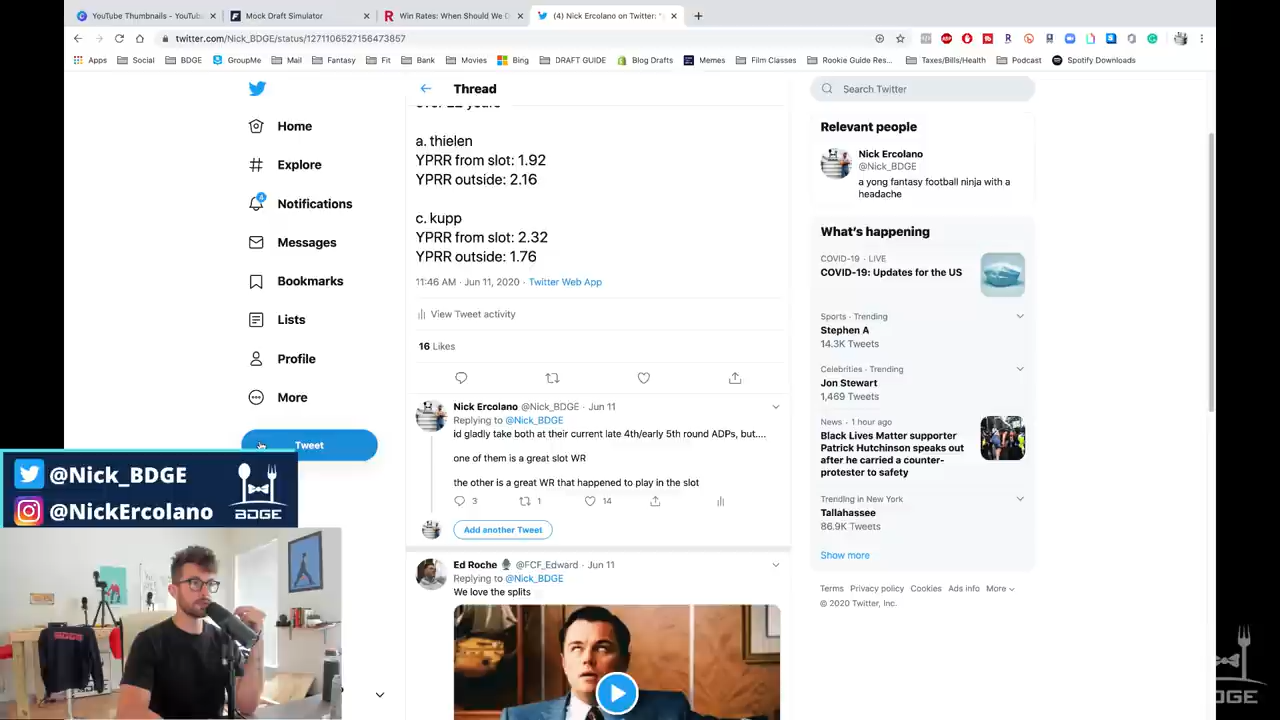 YouTube Thumbnails - YouTub
Mock Draft Simulator
Win Rates: When Should We D
(4) Nick Ercolano on Twitter: "
twitter.com/Nick_BDGE/status/1271106527156473857
Apps
Social
BDGE
GroupMe
Mail
Fantasy
Fit
Bank
Movies
Bing
DRAFT GUIDE
Blog Drafts
Memes
Film Classes
Rookie Guide Res...
Taxes/Bills/Health
Podcast
Spotify Downloads
Home
Explore
4
Notifications
Messages
Bookmarks
Lists
Profile
More
Tweet
Thread
over 22 years
a. thielen
YPRR from slot: 1.92
YPRR outside: 2.16
c. kupp
YPRR from slot: 2.32
YPRR outside: 1.76
11:46 AM · Jun 11, 2020 · Twitter Web App
View Tweet activity
16 Likes
Nick Ercolano @Nick_BDGE · Jun 11
Replying to @Nick_BDGE
id gladly take both at their current late 4th/early 5th round ADPs, but....
one of them is a great slot WR
the other is a great WR that happened to play in the slot
3
1
14
Add another Tweet
Ed Roche @FCF_Edward · Jun 11
Replying to @Nick_BDGE
We love the splits
Search Twitter
Relevant people
Nick Ercolano
@Nick_BDGE
a yong fantasy football ninja with a
headache
What's happening
COVID-19 · LIVE
COVID-19: Updates for the US
Sports · Trending
Stephen A
14.3K Tweets
Celebrities · Trending
Jon Stewart
1,469 Tweets
News · 1 hour ago
Black Lives Matter supporter
Patrick Hutchinson speaks out
after he carried a counter-
protester to safety
Trending in New York
Tallahassee
86.9K Tweets
Show more
Terms Privacy policy Cookies Ads info More
© 2020 Twitter, Inc.
@Nick_BDGE
@NickErcolano
BDGE
DGE